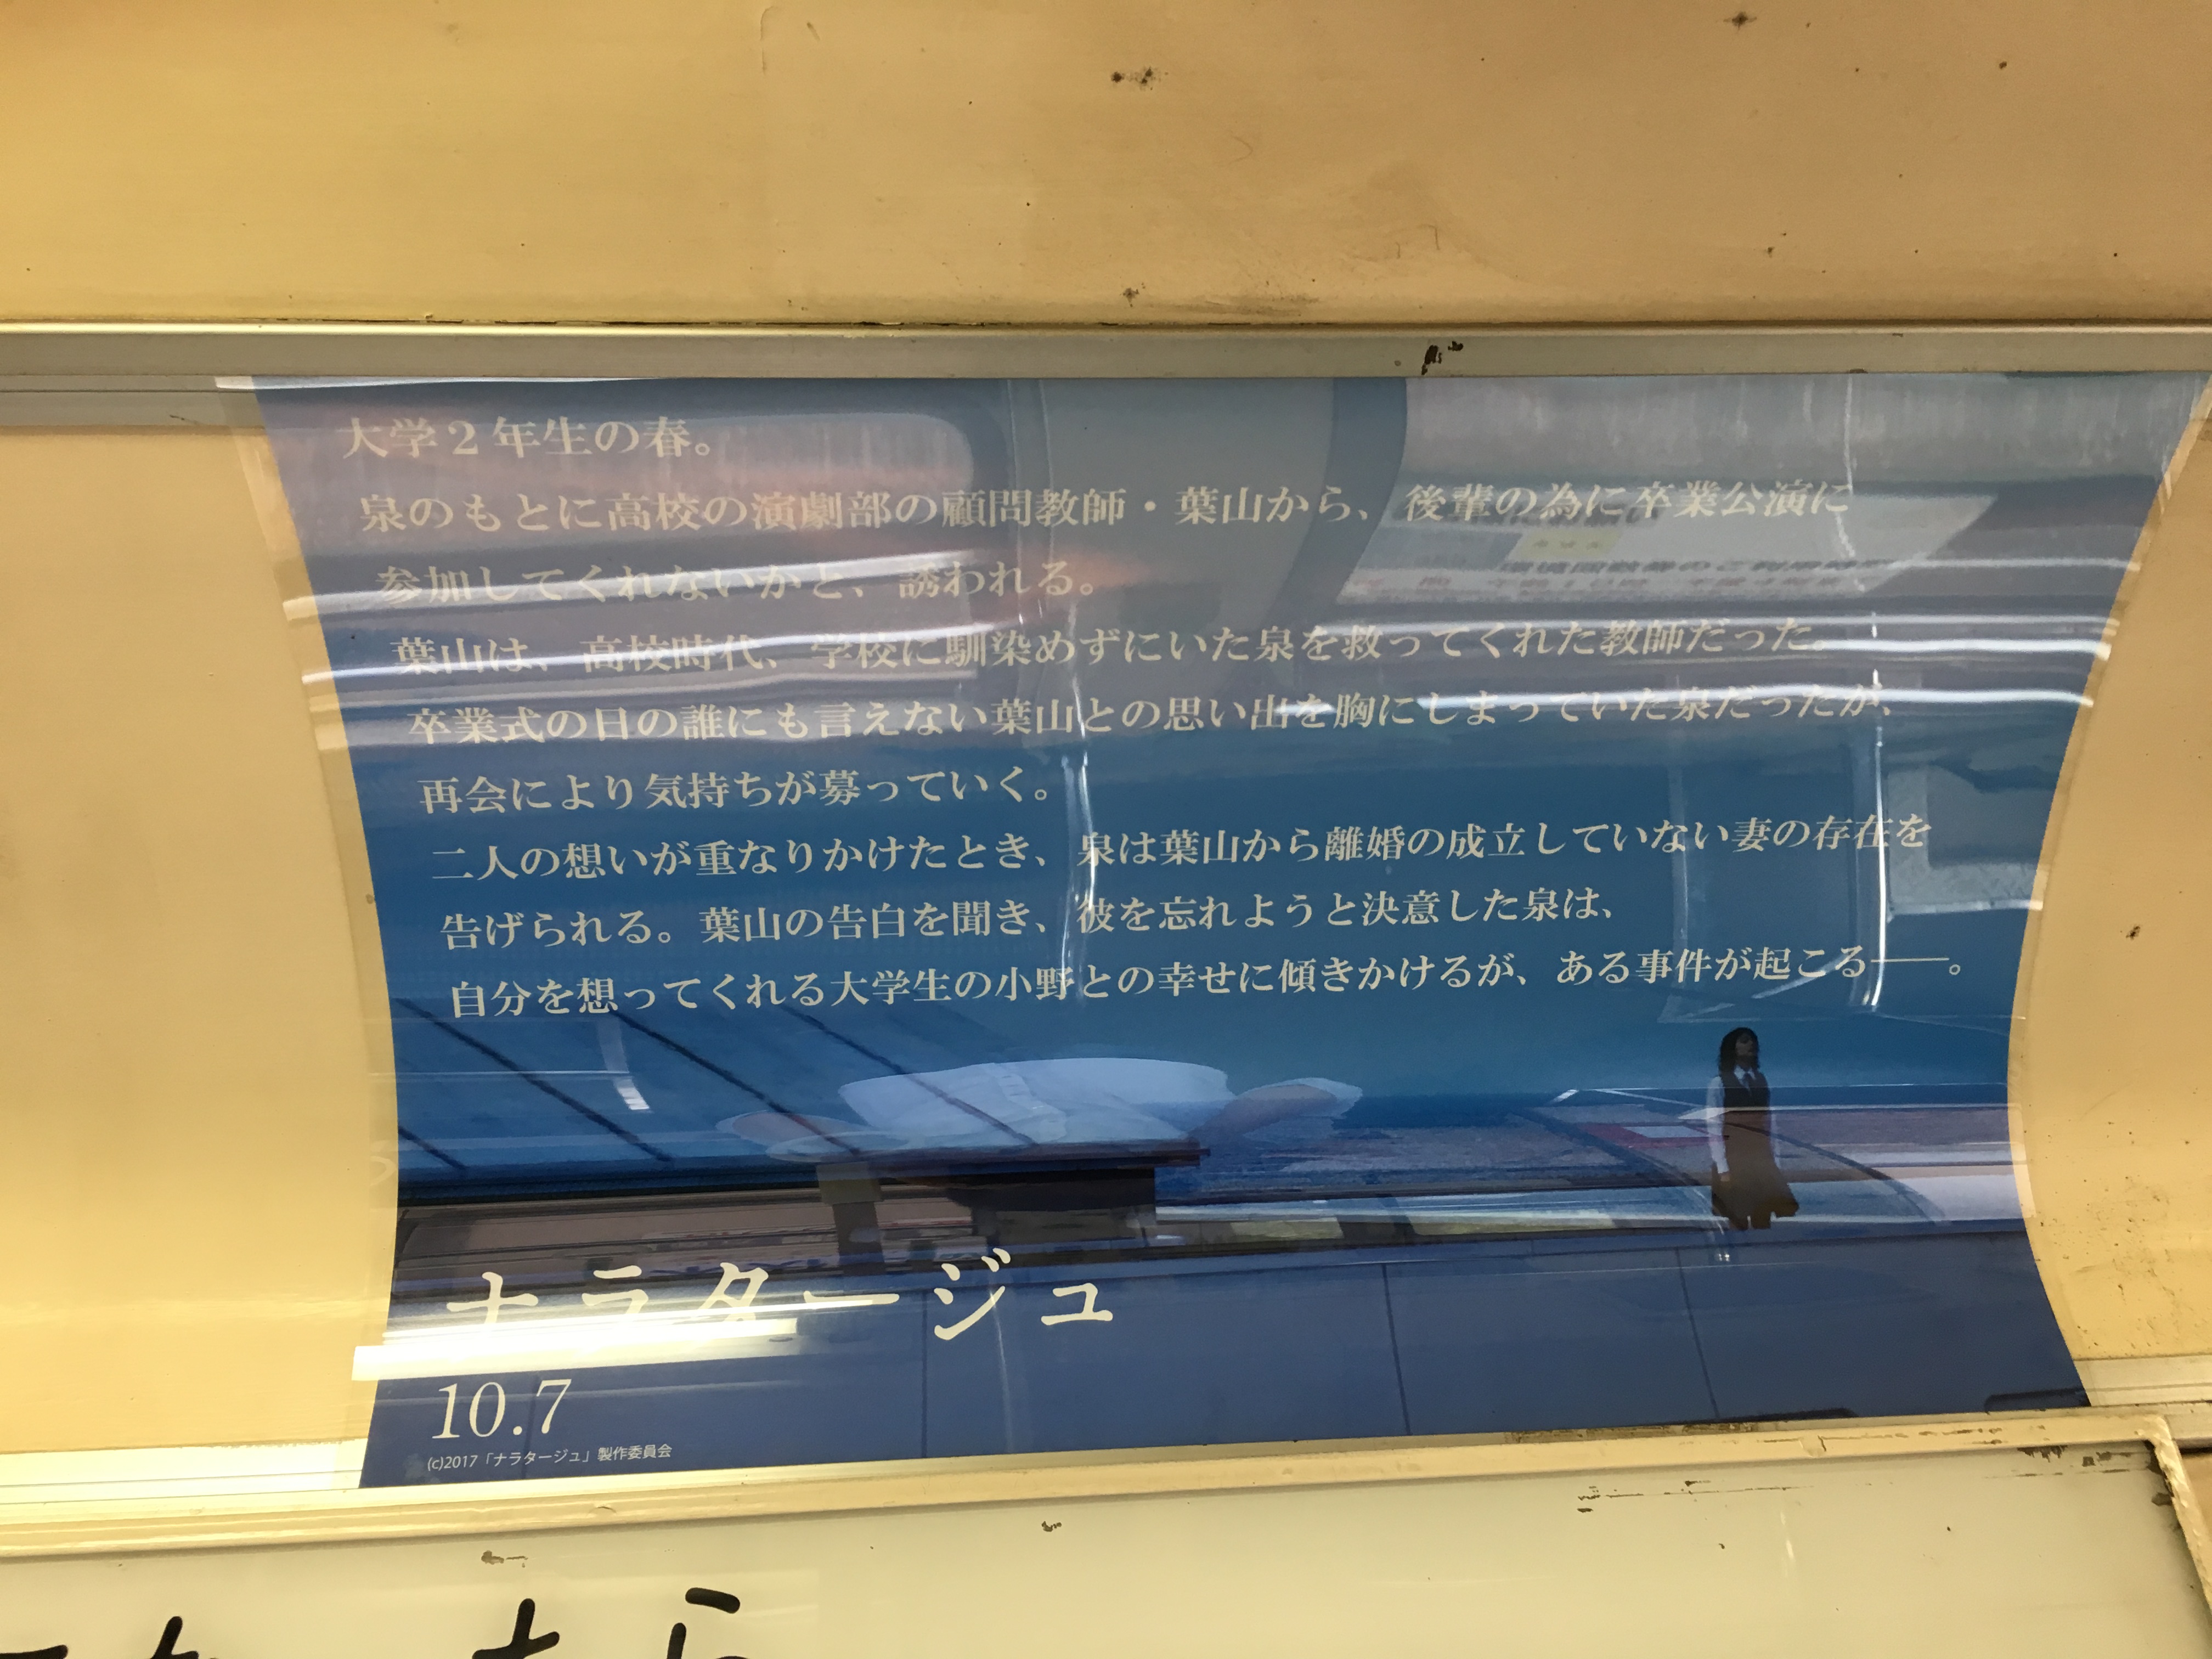 大学2年生の春。
泉のもとに高校の演劇部の顧問教師・葉山から、後輩の為に卒業公演に
参加してくれないかと、誘われる。
葉山は、高校時代、学校に馴染めずにいた泉を救ってくれた教師だった。
卒業式の日の誰にも言えない葉山との思い出を胸にしまっていた泉だったが、
再会により気持ちが募っていく。
二人の想いが重なりかけたとき、泉は葉山から離婚の成立していない妻の存在を
告げられる。葉山の告白を聞き、彼を忘れようと決意した泉は、
自分を想ってくれる大学生の小野との幸せに傾きかけるが、ある事件が起こる――。
ナラタージュ
10.7
(c)2017「ナラタージュ」製作委員会